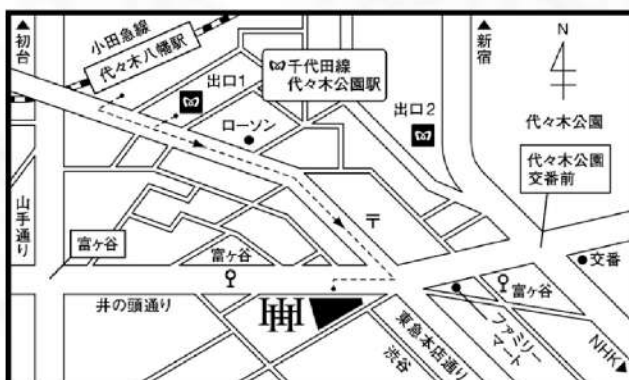 ▲初台
小田急線
代々木八幡駅
出口1
千代田線
代々木公園駅
出口2
▲新宿
N
代々木公園
代々木公園
交番前
ローソン
〒
山手通り
富ヶ谷
富ヶ谷
井の頭通り
HHH
東急本店通り
渋谷
ファミリー
マート
富ヶ谷
交番
NHK▲